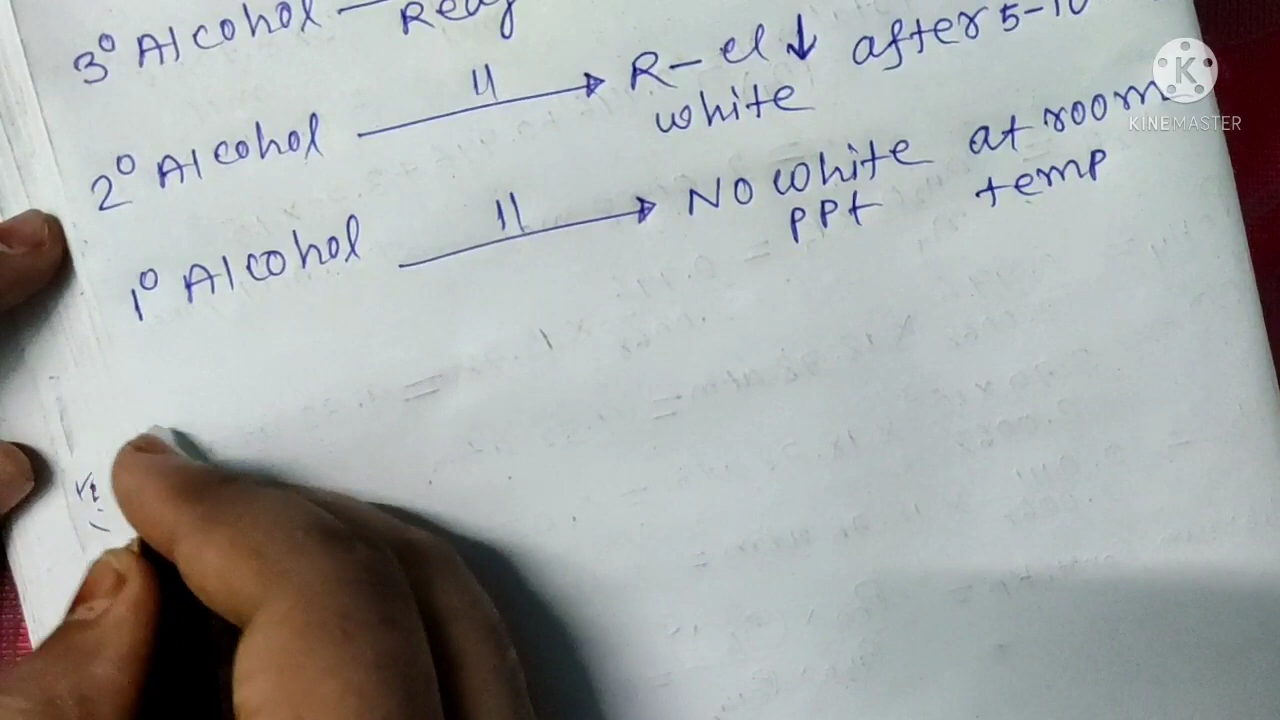 3° Alcohol
2° Alcohol —11→ R-Cl ↓ after 5-10
white
1° Alcohol —11→ No white at room
ppt temp
KINEMASTER